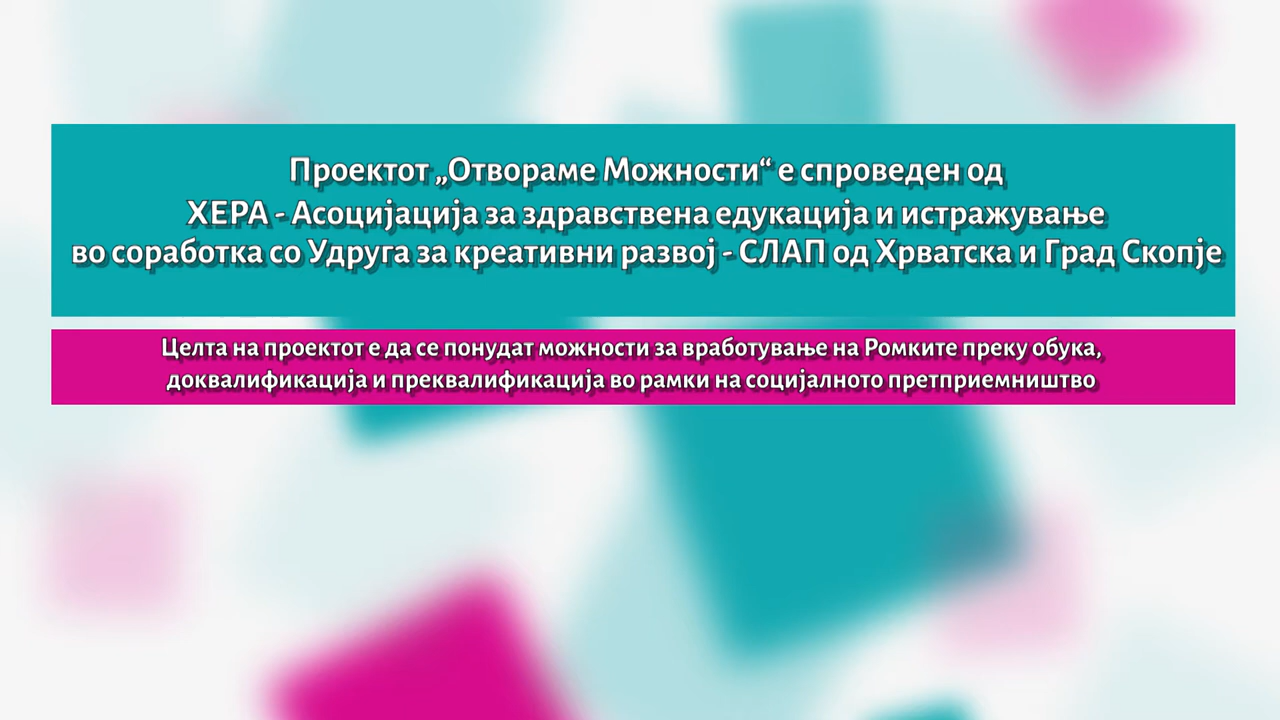 Проектот „Отвораме Можности“ е спроведен од
ХЕРА - Асоцијација за здравствена едукација и истражување
во соработка со Удруга за креативни развој - СЛАП од Хрватска и Град Скопје
Целта на проектот е да се понудат можности за вработување на Ромките преку обука,
доквалификација и преквалификација во рамки на социјалното претприемништво